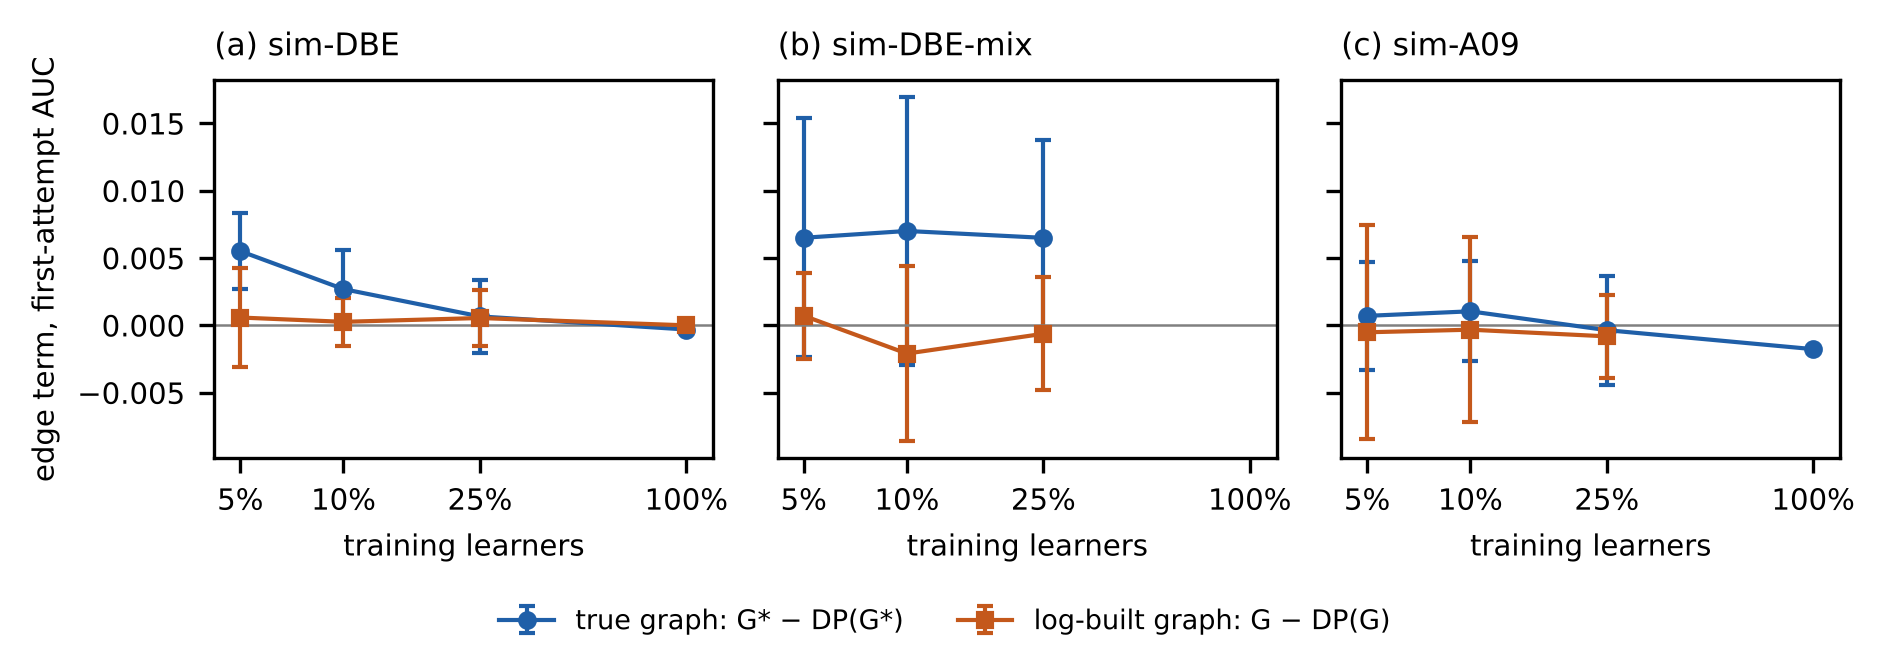 (a) sim-DBE
(b) sim-DBE-mix
(c) sim-A09
edge term, first-attempt AUC
0.015
0.010
0.005
0.000
−0.005
5% 10% 25% 100%
5% 10% 25% 100%
5% 10% 25% 100%
training learners
training learners
training learners
true graph: G* − DP(G*)
log-built graph: G − DP(G)